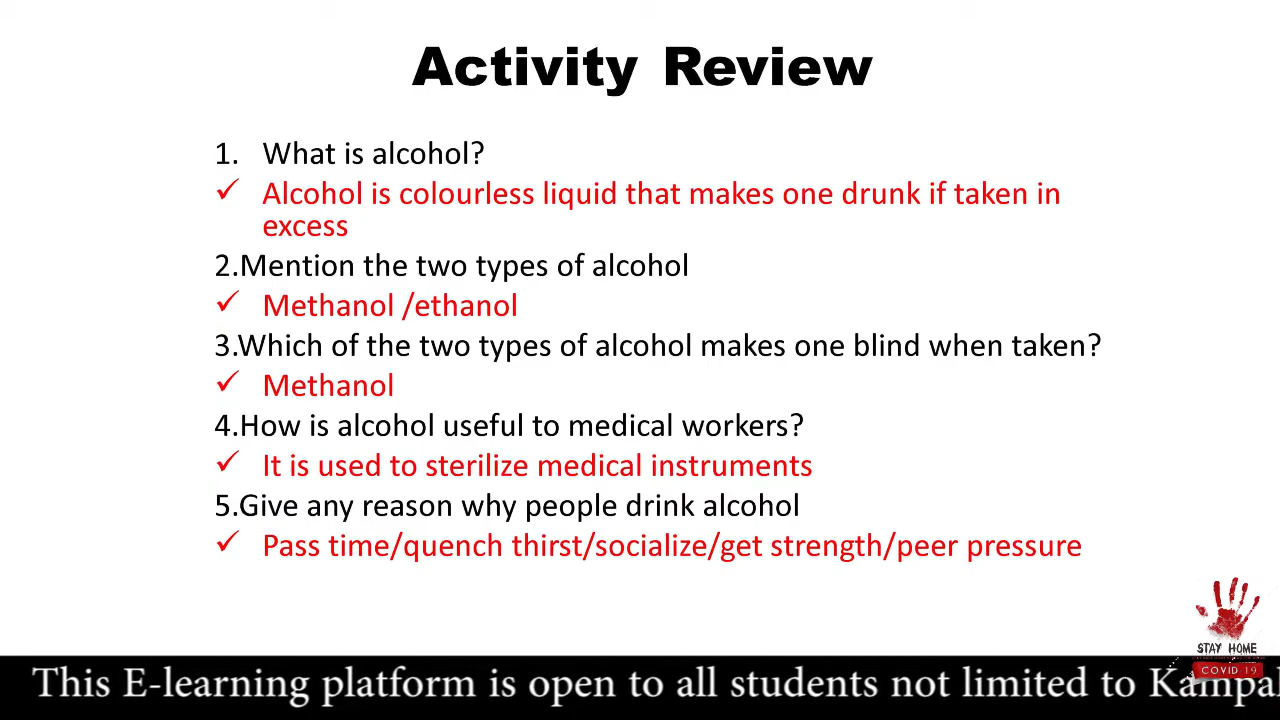 Activity Review
1. What is alcohol?
✓ Alcohol is colourless liquid that makes one drunk if taken in
excess
2.Mention the two types of alcohol
✓ Methanol /ethanol
3.Which of the two types of alcohol makes one blind when taken?
✓ Methanol
4.How is alcohol useful to medical workers?
✓ It is used to sterilize medical instruments
5.Give any reason why people drink alcohol
✓ Pass time/quench thirst/socialize/get strength/peer pressure
STAY HOME
COVID 19
This E-learning platform is open to all students not limited to Kampal